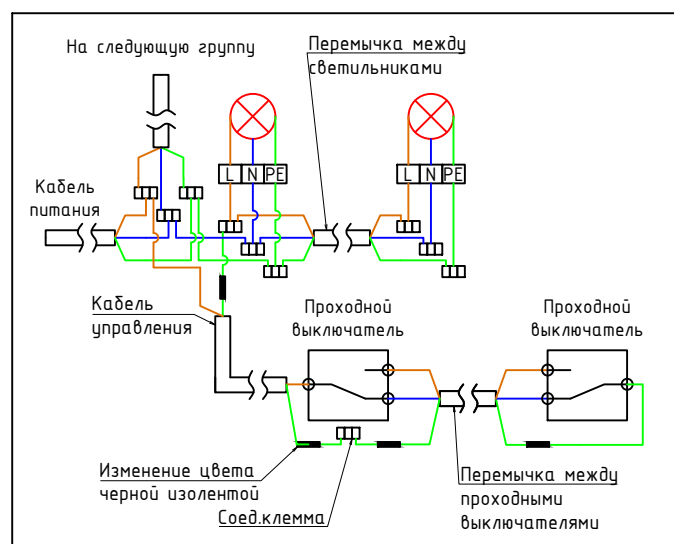 На следующую группу
Перемычка между
светильниками
L N PE
L N PE
Кабель
питания
Кабель
управления
Проходной
выключатель
Проходной
выключатель
Изменение цвета
черной изолентой
Соед.клемма
Перемычка между
проходными
выключателями